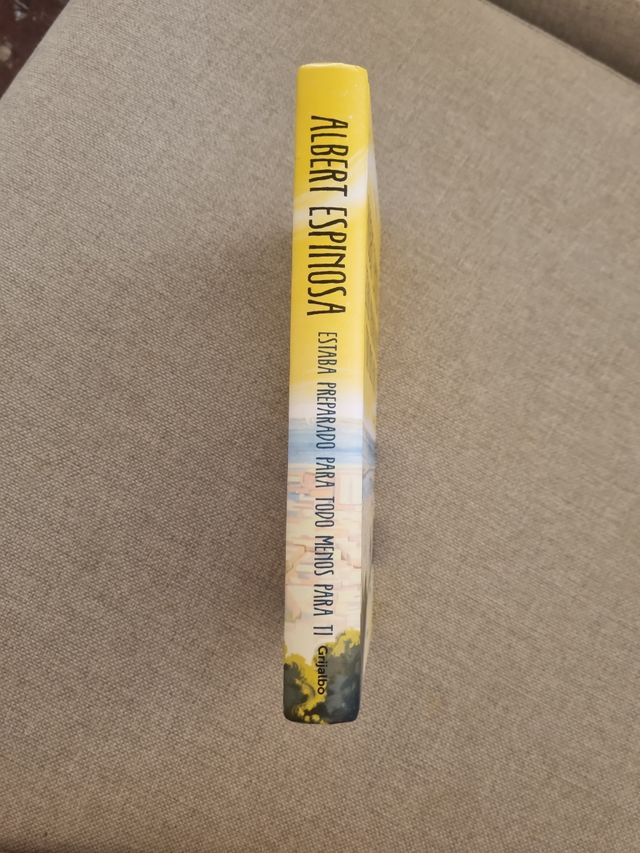 ALBERT ESPINOSA
ESTABA PREPARADO PARA TODO MENOS PARA TI
Grijalbo